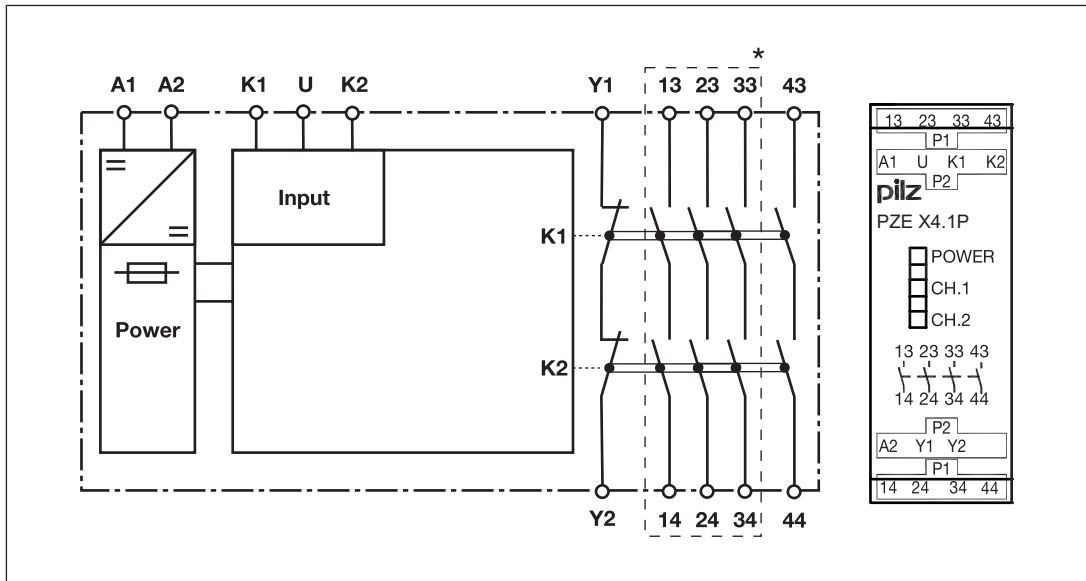 *
A1 A2 K1 U K2 Y1 13 23 33 43
Input
Power
K1
K2
Y2 14 24 34 44
13 23 33 43
P1
A1 U K1 K2
P2
pilz
PZE X4.1P
POWER
CH.1
CH.2
13 23 33 43
14 24 34 44
P2
A2 Y1 Y2
P1
14 24 34 44